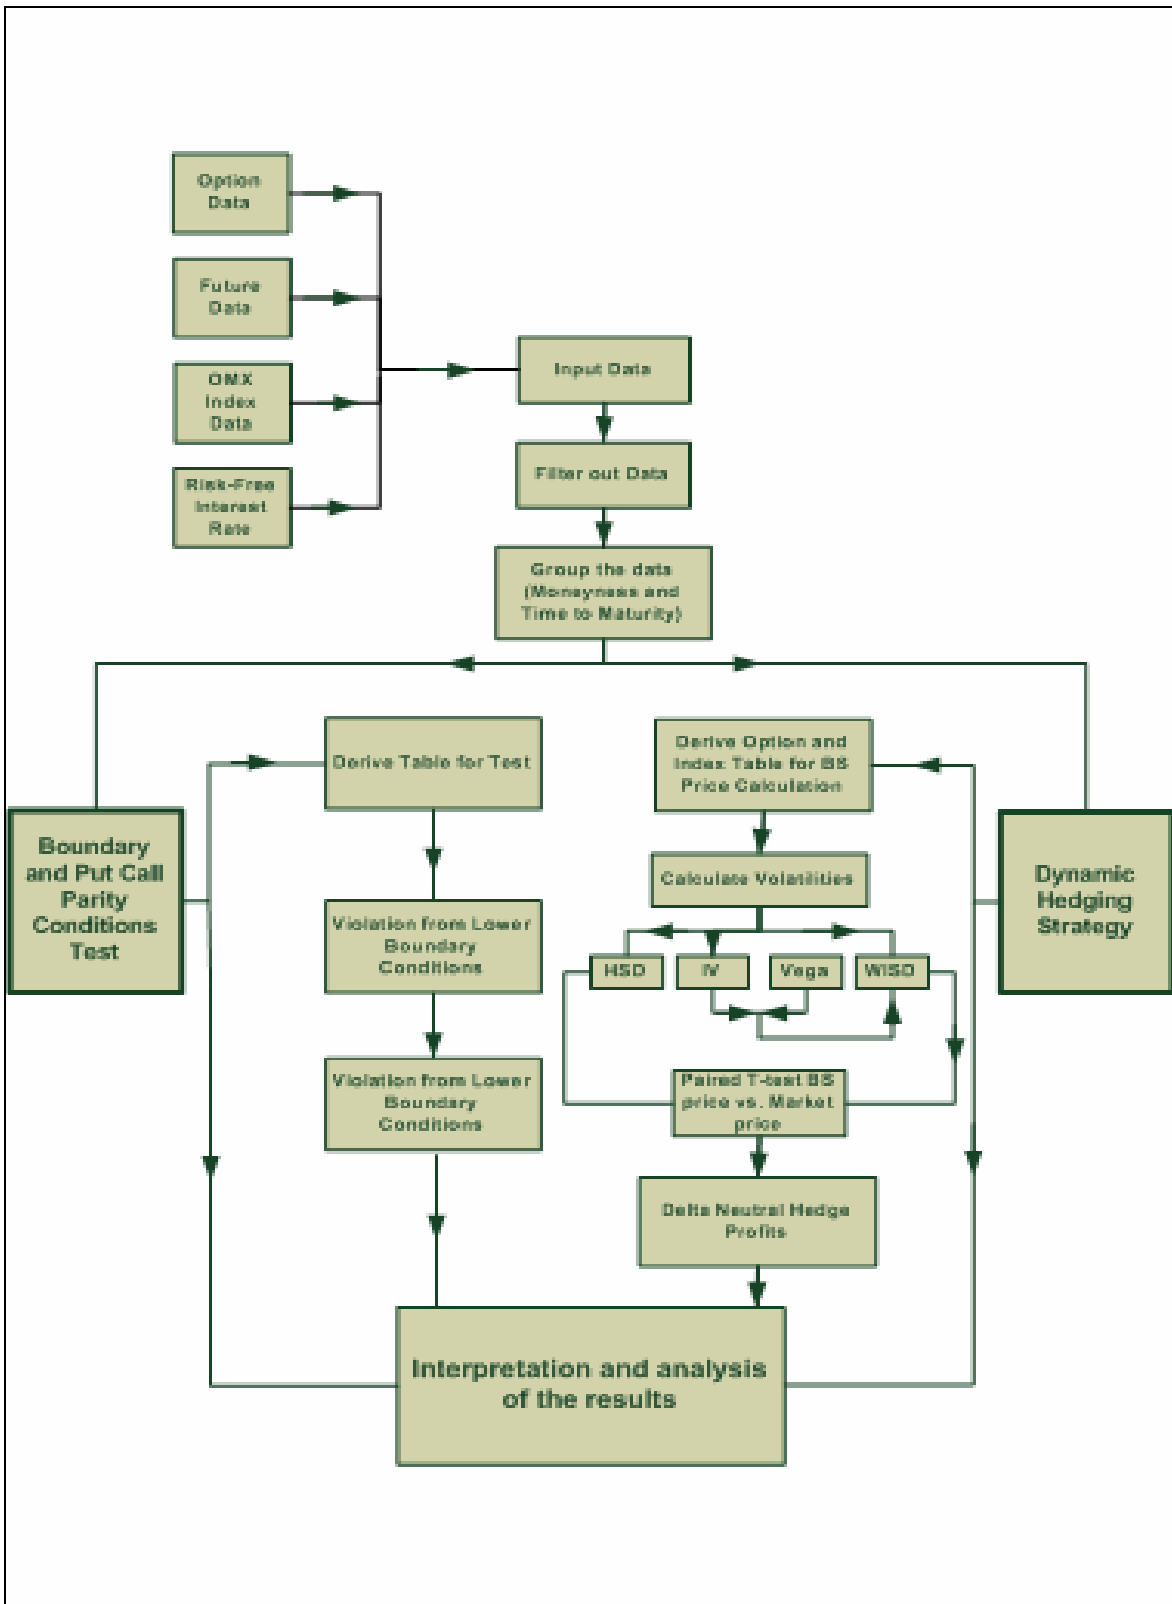 Option
Data
Future
Data
OMX
Index
Data
Risk-Free
Interest
Rate
Input Data
Filter out Data
Group the data
(Moneyness and
Time to Maturity)
Boundary
and Put Call
Parity
Conditions
Test
Derive Table for Test
Violation from Lower
Boundary
Conditions
Violation from Lower
Boundary
Conditions
Derive Option and
Index Table for BS
Price Calculation
Calculate Volatilities
HSD
IV
Vega
WISD
Paired T-test BS
price vs. Market
price
Delta Neutral Hedge
Profits
Dynamic
Hedging
Strategy
Interpretation and analysis
of the results